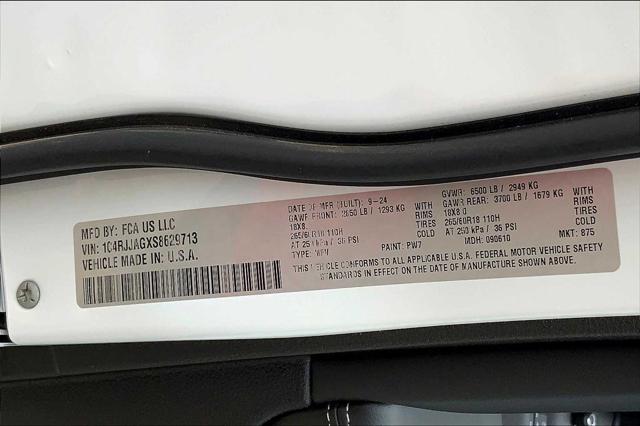 MFD BY: FCA US LLC
VIN: 1C4RJJAGXS8629713
VEHICLE MADE IN: U.S.A.
DATE OF MFR (BUILT): 9-24
GAWR FRONT: 2850 LB / 1293 KG WITH
18X8.0 RIMS
265/60R18 110H TIRES
AT 250 kPa / 36 PSI COLD
TYPE: MPV PAINT: PW7
GVWR: 6500 LB / 2949 KG
GAWR REAR: 3700 LB / 1679 KG WITH
18X8.0 RIMS
265/60R18 110H TIRES
AT 250 kPa / 36 PSI COLD
MDH: 090610 MKT: 875
THIS VEHICLE CONFORMS TO ALL APPLICABLE U.S.A. FEDERAL MOTOR VEHICLE SAFETY
STANDARDS IN EFFECT ON THE DATE OF MANUFACTURE SHOWN ABOVE.